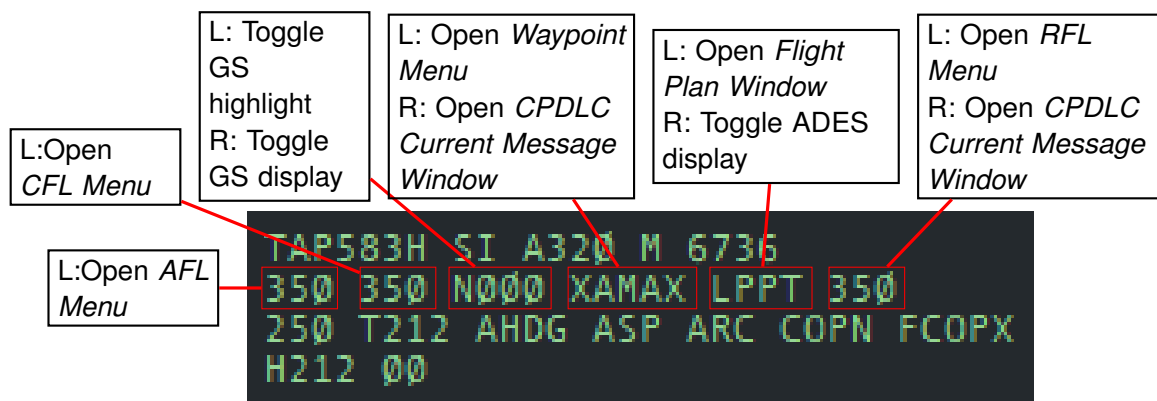 L: Toggle
GS
highlight
R: Toggle
GS display
L: Open Waypoint
Menu
R: Open CPDLC
Current Message
Window
L: Open Flight
Plan Window
R: Toggle ADES
display
L: Open RFL
Menu
R: Open CPDLC
Current Message
Window
L:Open
CFL Menu
L:Open AFL
Menu
TAP583H SI A320 M 6736
350 350 N000 XAMAX LPPT 350
250 T212 AHDG ASP ARC COPN FCOPX
H212 00